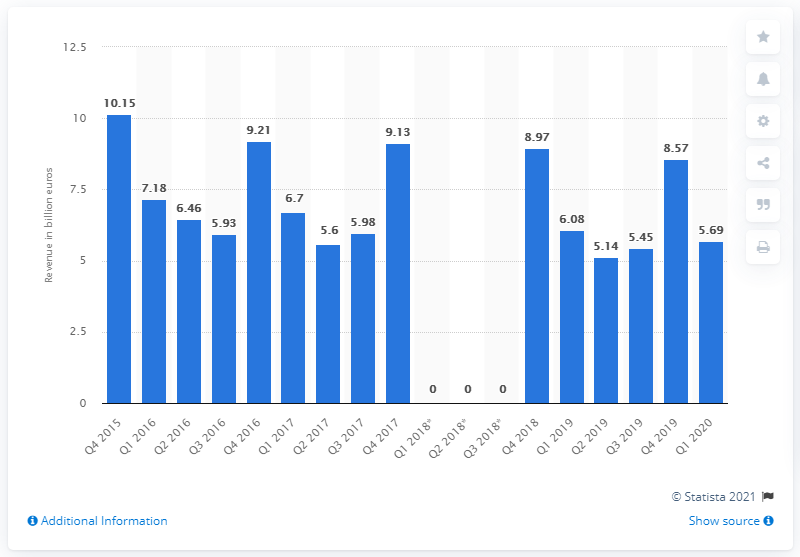 12.5
10
7.5
5
2.5
0
Revenue in billion euros
10.15
7.18
6.46
5.93
9.21
6.7
5.6
5.98
9.13
0
0
0
8.97
6.08
5.14
5.45
8.57
5.69
Q4 2015
Q1 2016
Q2 2016
Q3 2016
Q4 2016
Q1 2017
Q2 2017
Q3 2017
Q4 2017
Q1 2018*
Q2 2018*
Q3 2018*
Q4 2018
Q1 2019
Q2 2019
Q3 2019
Q4 2019
Q1 2020
© Statista 2021
Additional Information
Show source